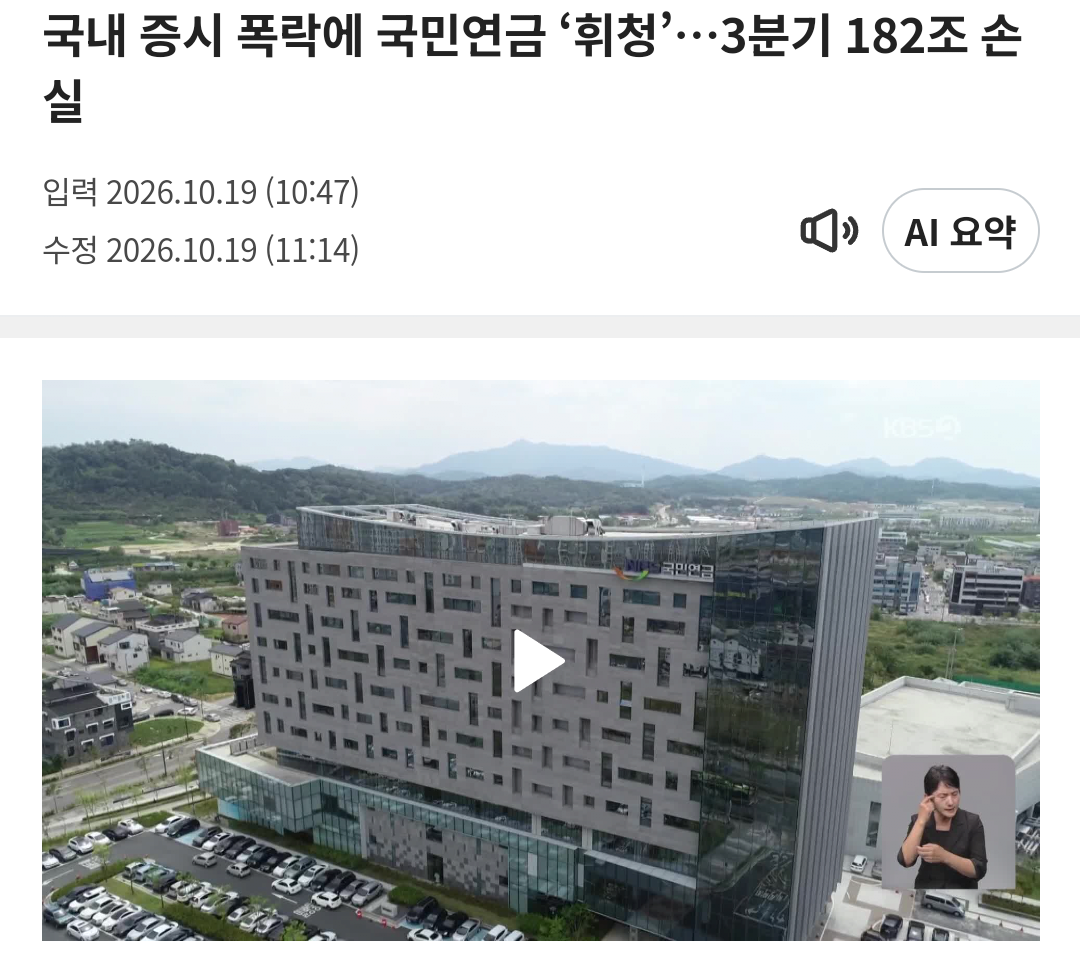 국내 증시 폭락에 국민연금 ‘휘청’…3분기 182조 손
실
입력 2026.10.19 (10:47)
수정 2026.10.19 (11:14)
AI 요약
KBS
국민연금